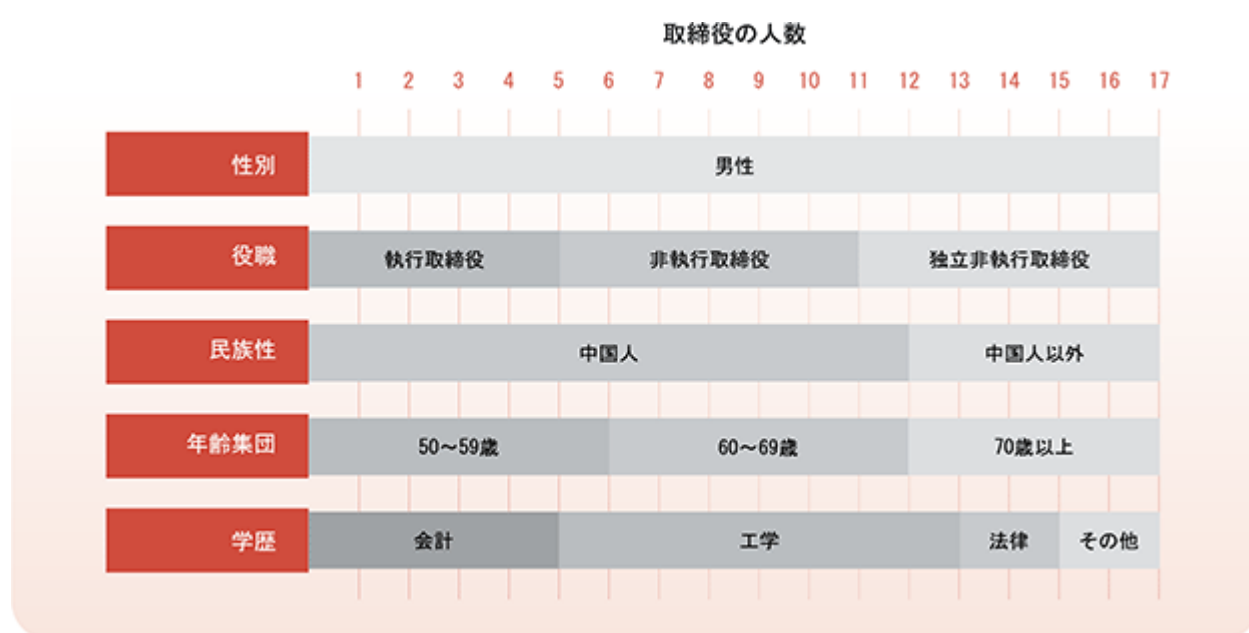 取締役の人数
1 2 3 4 5 6 7 8 9 10 11 12 13 14 15 16 17
性別 男性
役職 執行取締役 非執行取締役 独立非執行取締役
民族性 中国人 中国人以外
年齢集団 50～59歳 60～69歳 70歳以上
学歴 会計 工学 法律 その他